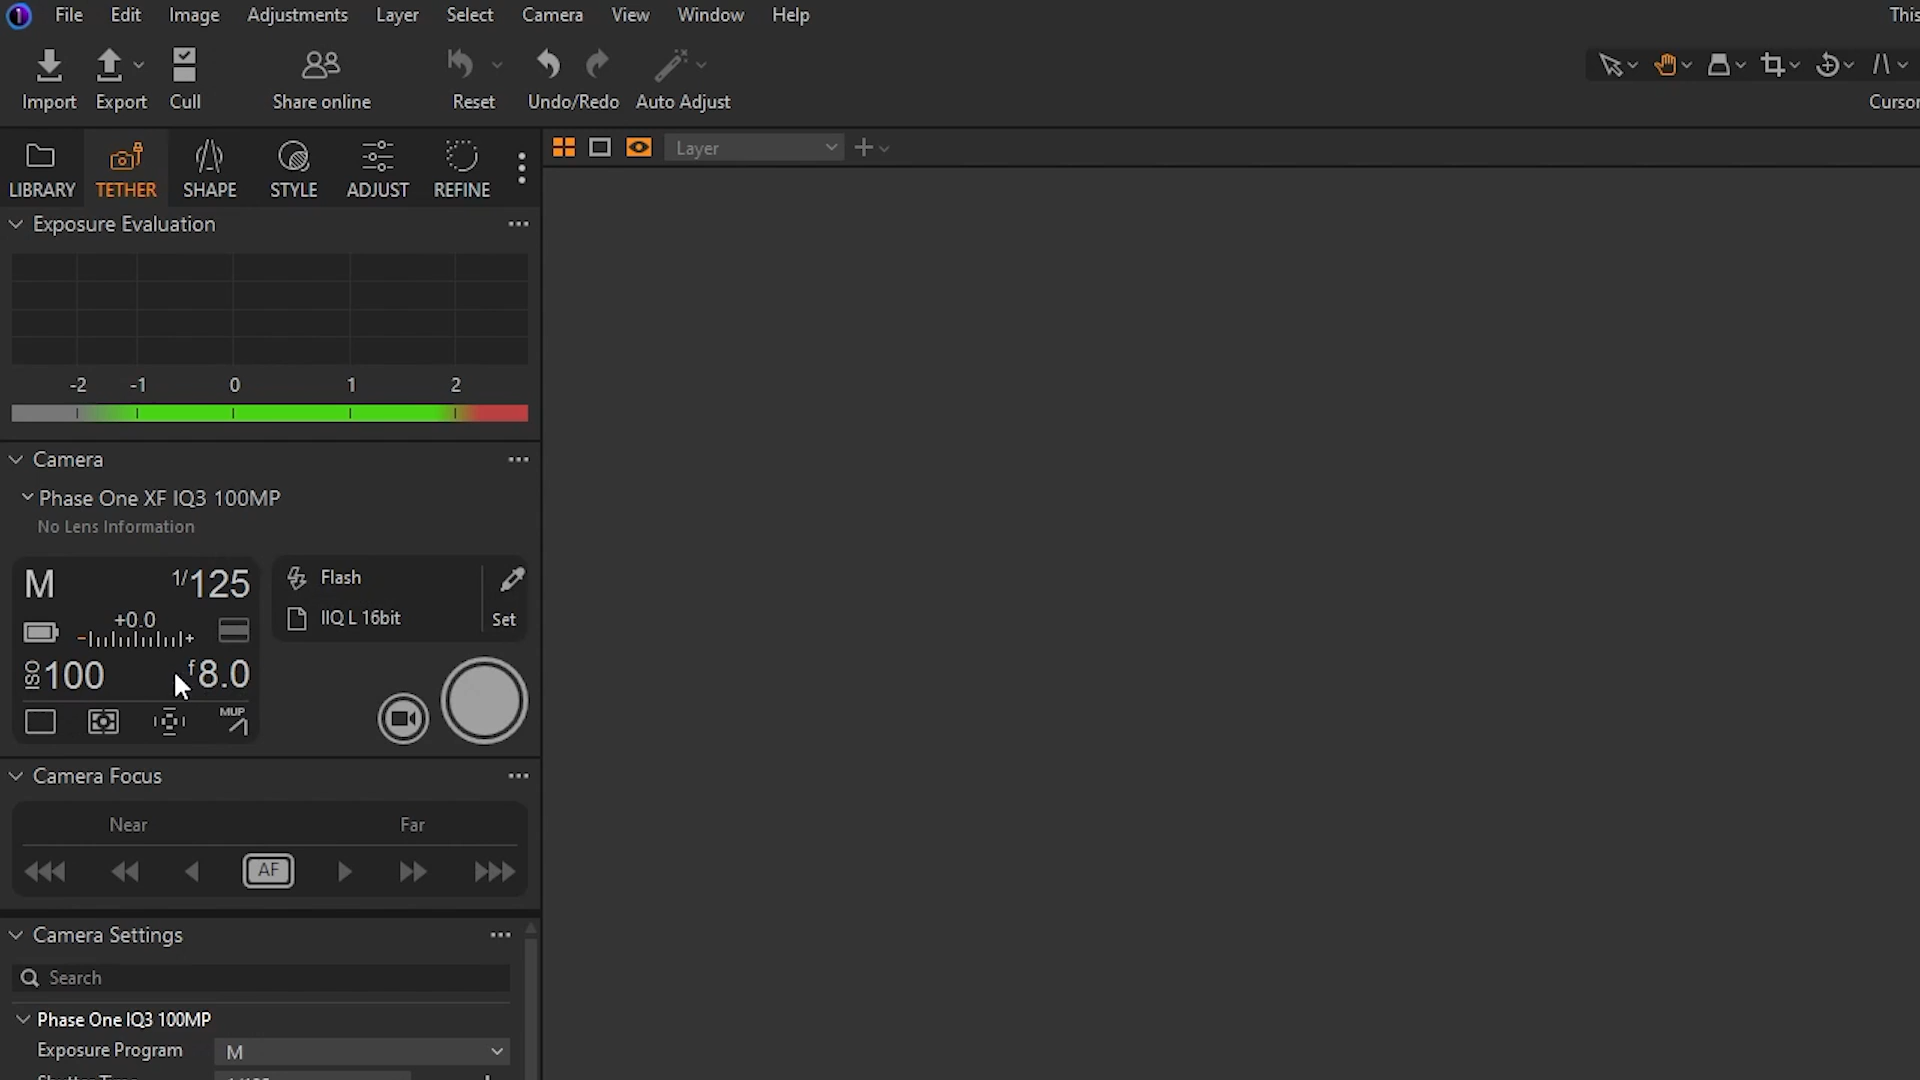 File Edit Image Adjustments Layer Select Camera View Window Help This
Import Export Cull Share online Reset Undo/Redo Auto Adjust Cursor
LIBRARY TETHER SHAPE STYLE ADJUST REFINE
Layer
Exposure Evaluation
-2 -1 0 1 2
Camera
Phase One XF IQ3 100MP
No Lens Information
M 1/125
Flash
+0.0
IIQ L 16bit
Set
ISO 100 f8.0
MUP
Camera Focus
Near Far
AF
Camera Settings
Search
Phase One IQ3 100MP
Exposure Program M